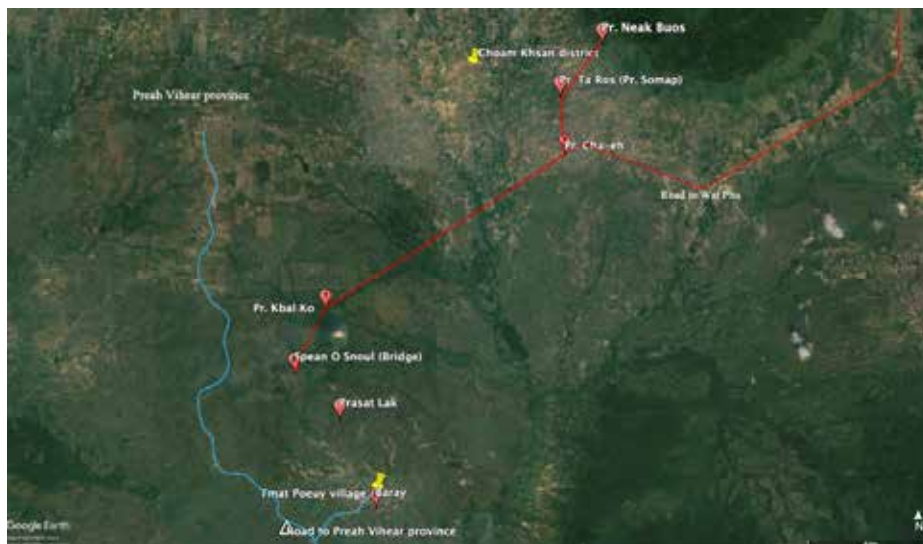 Pr. Neak Buos
Choam Khsan district
Pr. Ta Ros (Pr. Somap)
Preah Vihear province
Pr. Cha-eh
Road to Wat Phu
Pr. Kbal Ko
Spean O Snoul (Bridge)
Prasat Lak
Tmat Poeuy village
Baray
Road to Preah Vihear province
Google Earth
N